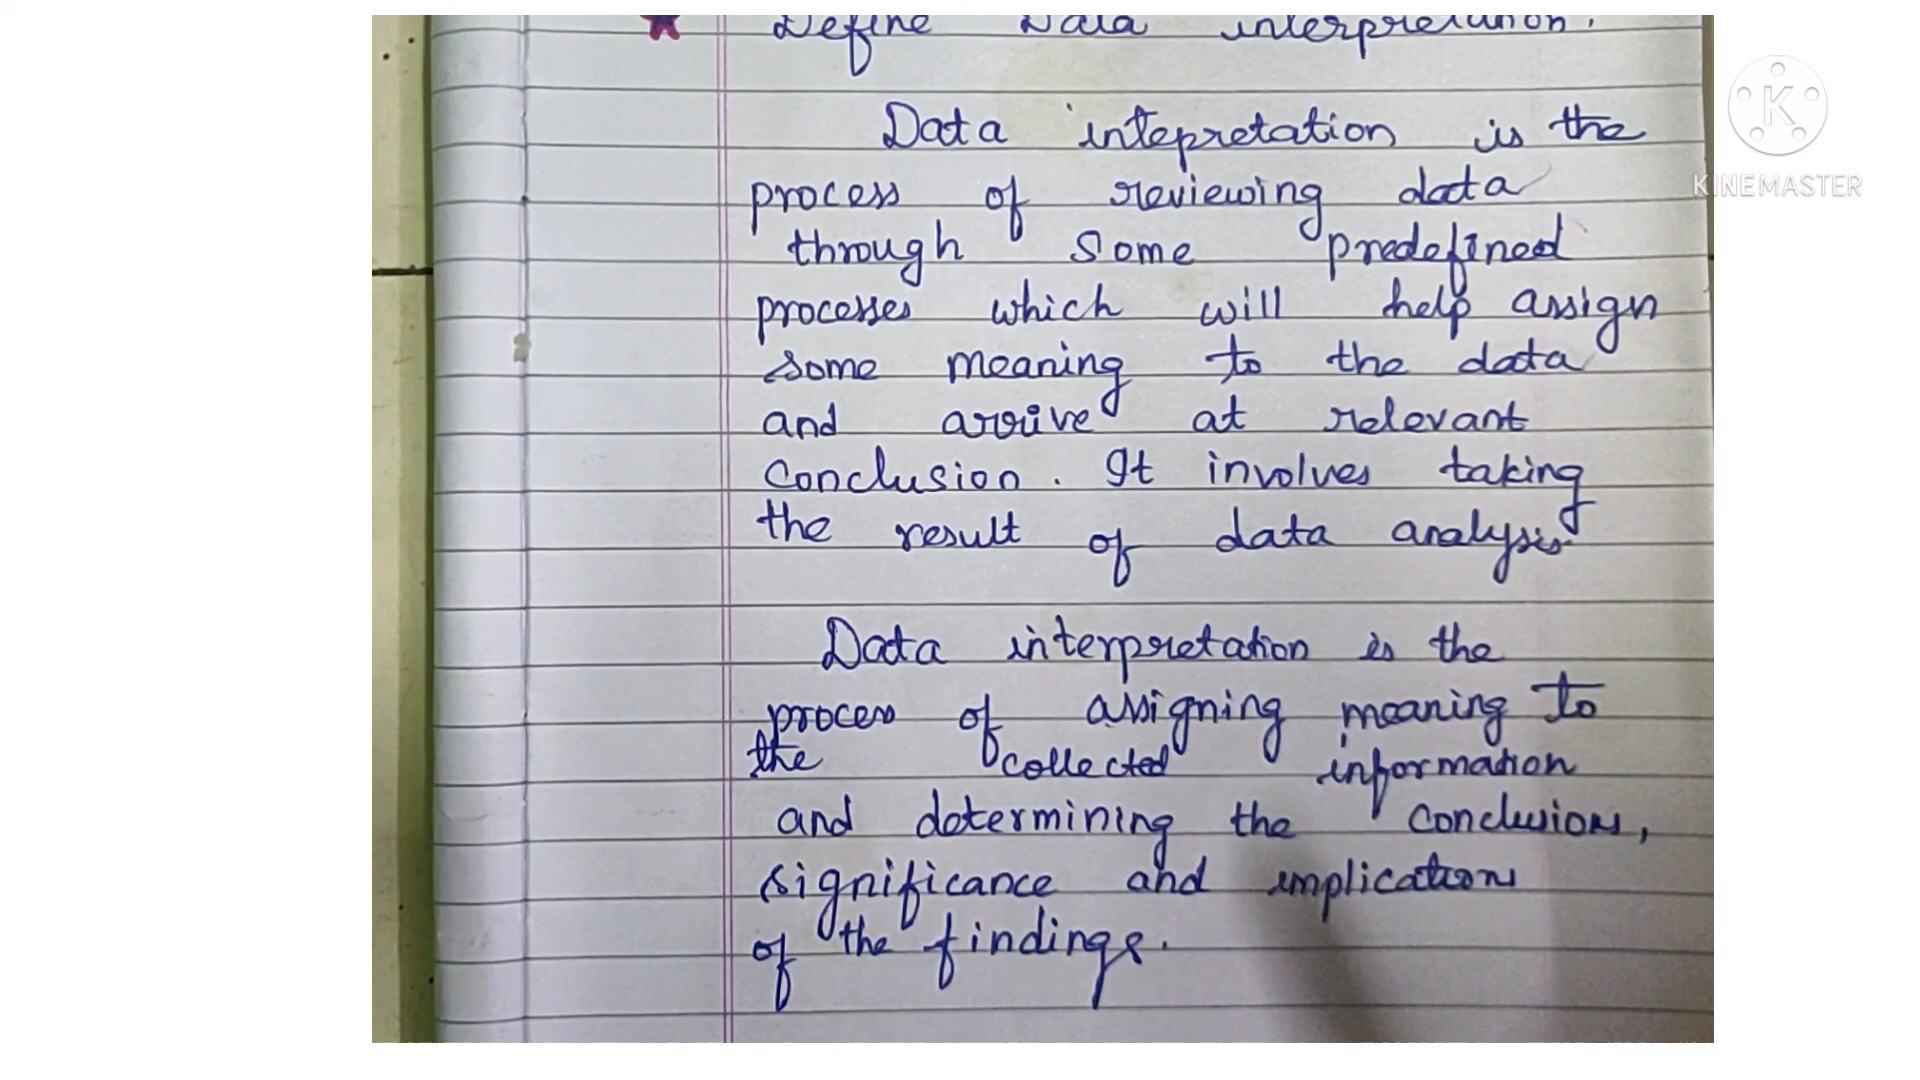 Define Data interpretation.
Data intepretation is the
process of reviewing data
through some predefined
processes which will help assign
some meaning to the data
and arrive at relevant
Conclusion. It involves taking
the result of data analysis.
Data interpretation is the
process of assigning meaning to
the collected information
and determining the conclusions,
significance and implications
of the findings.
KINEMASTER